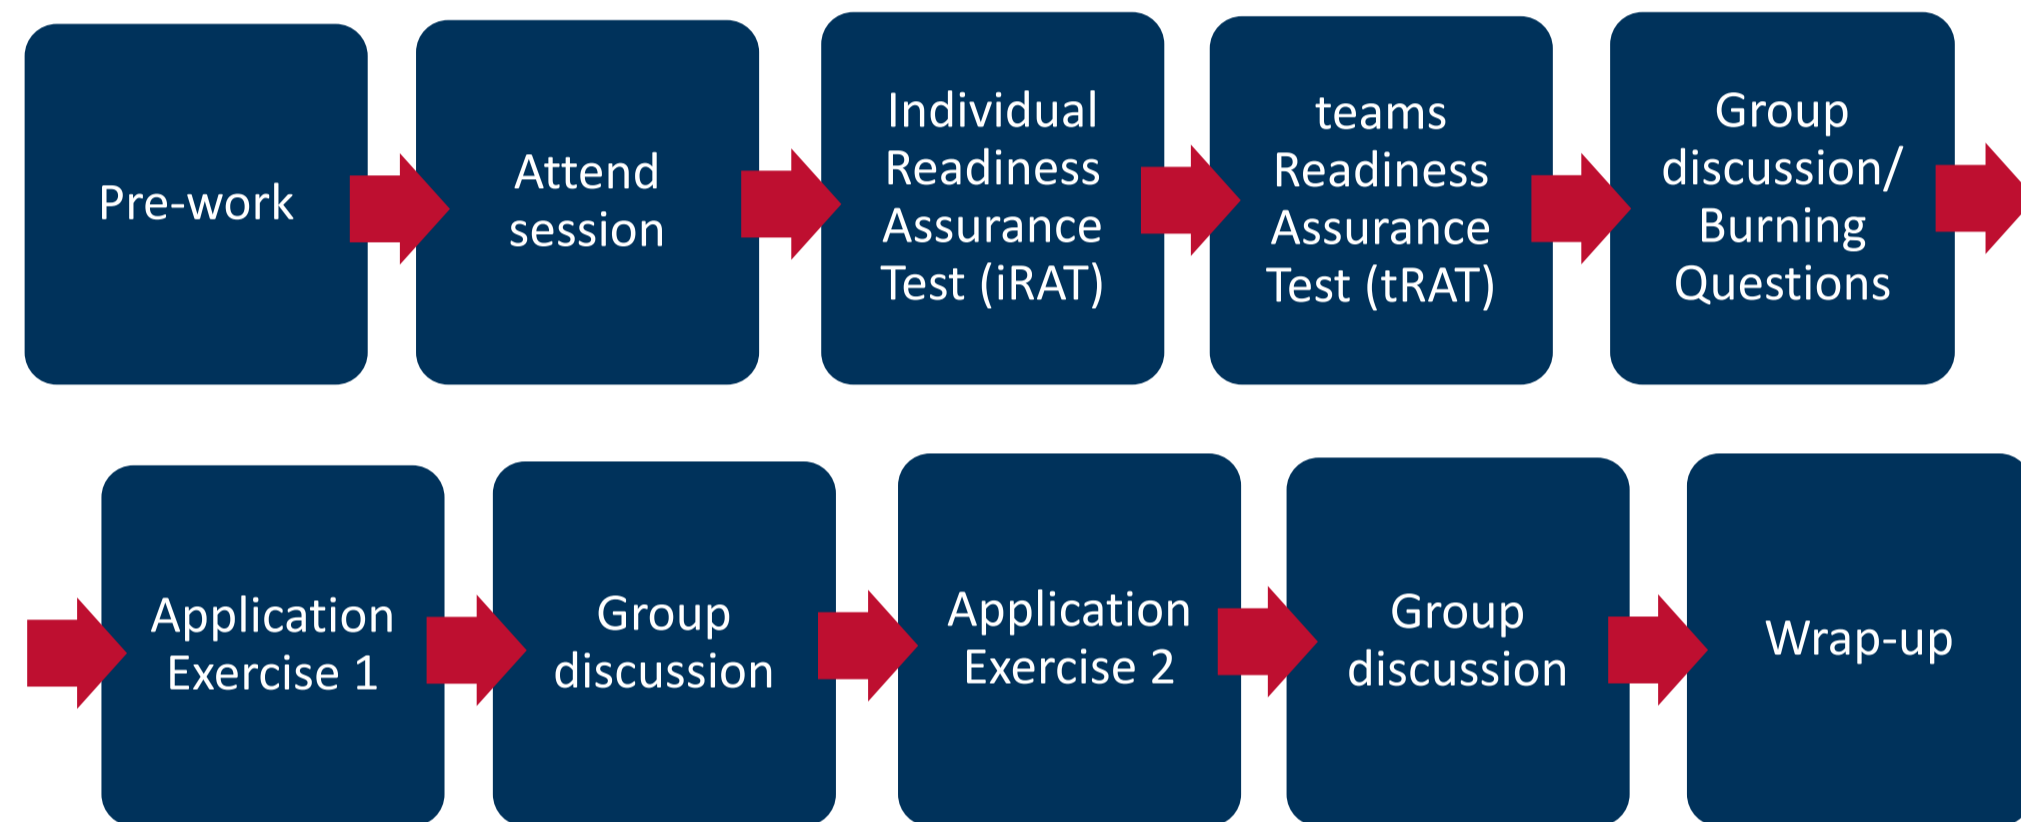 Pre-work
Attend
session
Individual
Readiness
Assurance
Test (iRAT)
teams
Readiness
Assurance
Test (tRAT)
Group
discussion/
Burning
Questions
Application
Exercise 1
Group
discussion
Application
Exercise 2
Group
discussion
Wrap-up